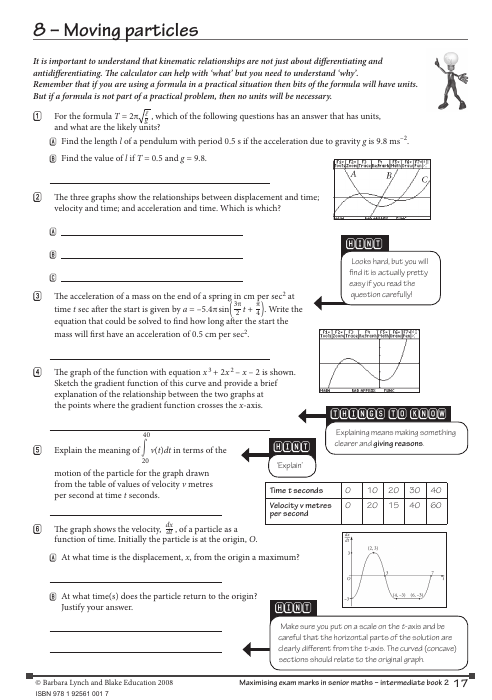 8 – Moving particles
It is important to understand that kinematic relationships are not just about differentiating and
antidifferentiating. The calculator can help with ‘what’ but you need to understand ‘why’.
Remember that if you are using a formula in a practical situation then bits of the formula will have units.
But if a formula is not part of a practical problem, then no units will be necessary.
1 For the formula T = 2π√(l/g), which of the following questions has an answer that has units,
and what are the likely units?
A Find the length l of a pendulum with period 0.5 s if the acceleration due to gravity g is 9.8 ms⁻².
B Find the value of l if T = 0.5 and g = 9.8.
A B C
2 The three graphs show the relationships between displacement and time;
velocity and time; and acceleration and time. Which is which?
A
B
C
HINT
Looks hard, but you will
find it is actually pretty
easy if you read the
question carefully!
3 The acceleration of a mass on the end of a spring in cm per sec² at
time t sec after the start is given by a = –5.4π sin(3π/2 t + π/4). Write the
equation that could be solved to find how long after the start the
mass will first have an acceleration of 0.5 cm per sec².
4 The graph of the function with equation x³ + 2x² – x – 2 is shown.
Sketch the gradient function of this curve and provide a brief
explanation of the relationship between the two graphs at
the points where the gradient function crosses the x-axis.
THINGS TO KNOW
Explaining means making something
clearer and giving reasons.
5 Explain the meaning of ∫₂₀⁴⁰ v(t)dt in terms of the
motion of the particle for the graph drawn
from the table of values of velocity v metres
per second at time t seconds.
HINT
‘Explain’
Time t seconds 0 10 20 30 40
Velocity v metres
per second 0 20 15 40 60
6 The graph shows the velocity, dx/dt, of a particle as a
function of time. Initially the particle is at the origin, O.
A At what time is the displacement, x, from the origin a maximum?
B At what time(s) does the particle return to the origin?
Justify your answer.
HINT
Make sure you put on a scale on the t-axis and be
careful that the horizontal parts of the solution are
clearly different from the t-axis. The curved (concave)
sections should relate to the original graph.
© Barbara Lynch and Blake Education 2008
Maximising exam marks in senior maths – intermediate book 2 17
ISBN 978 1 92561 001 7